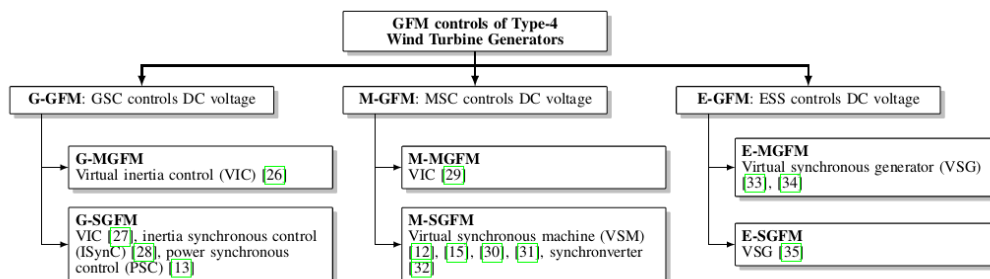 GFM controls of Type-4
Wind Turbine Generators
G-GFM: GSC controls DC voltage
M-GFM: MSC controls DC voltage
E-GFM: ESS controls DC voltage
G-MGFM
Virtual inertia control (VIC) [26]
G-SGFM
VIC [27], inertia synchronous control
(ISynC) [28], power synchronous
control (PSC) [13]
M-MGFM
VIC [29]
M-SGFM
Virtual synchronous machine (VSM)
[12], [15], [30], [31], synchronverter
[32]
E-MGFM
Virtual synchronous generator (VSG)
[33], [34]
E-SGFM
VSG [35]